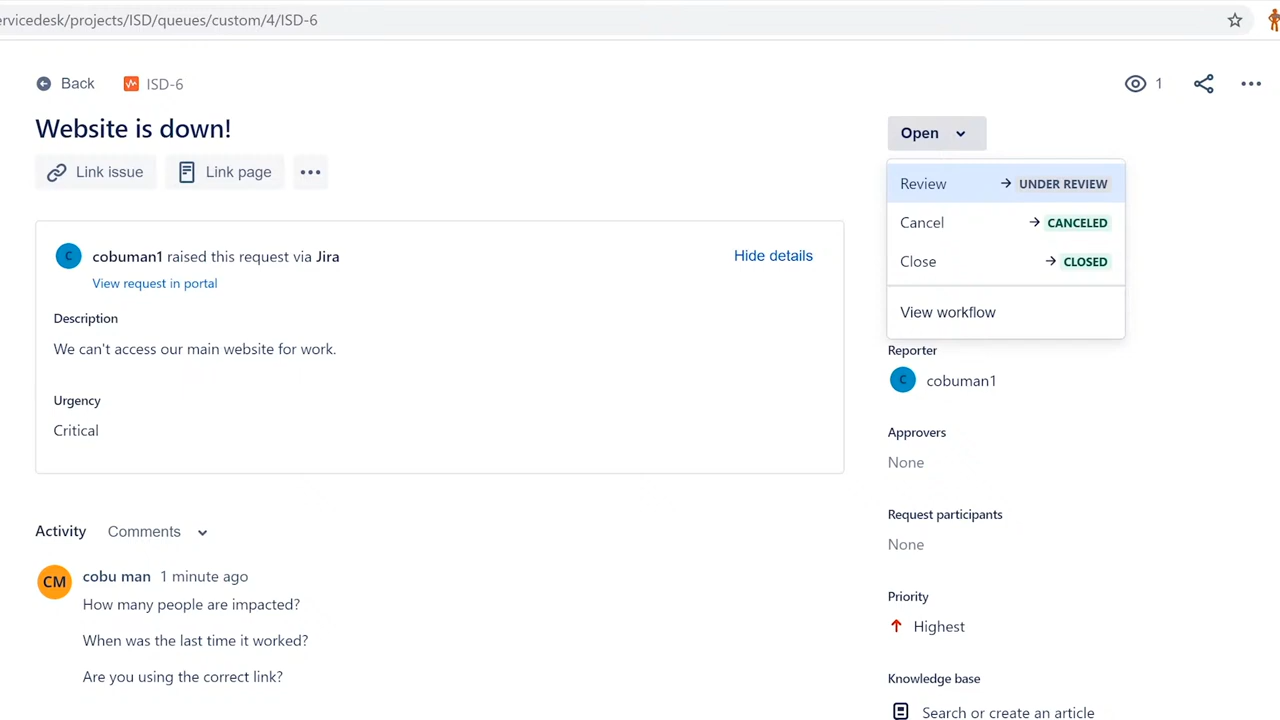 ervicedesk/projects/ISD/queues/custom/4/ISD-6
Back ISD-6
1
Website is down!
Open
Link issue
Link page
Review → UNDER REVIEW
Cancel → CANCELED
Close → CLOSED
View workflow
C cobuman1 raised this request via Jira
Hide details
View request in portal
Description
We can't access our main website for work.
Urgency
Critical
Reporter
C cobuman1
Approvers
None
Request participants
None
Priority
Highest
Knowledge base
Search or create an article
Activity Comments
CM cobu man 1 minute ago
How many people are impacted?
When was the last time it worked?
Are you using the correct link?